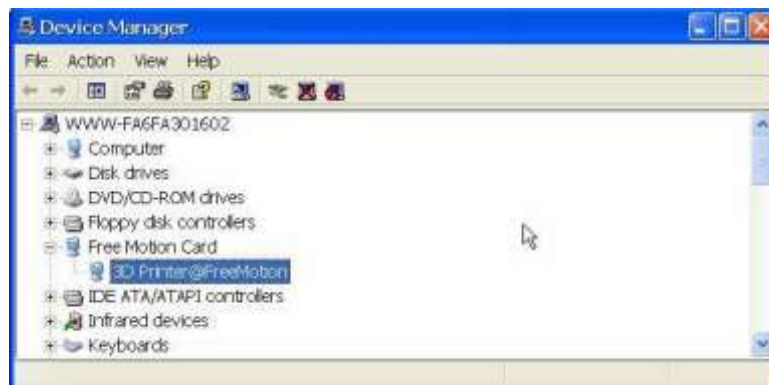 Device Manager
File Action View Help
WWW-FA6FA301602
Computer
Disk drives
DVD/CD-ROM drives
Floppy disk controllers
Free Motion Card
3D Printer@FreeMotion
IDE ATA/ATAPI controllers
Infrared devices
Keyboards